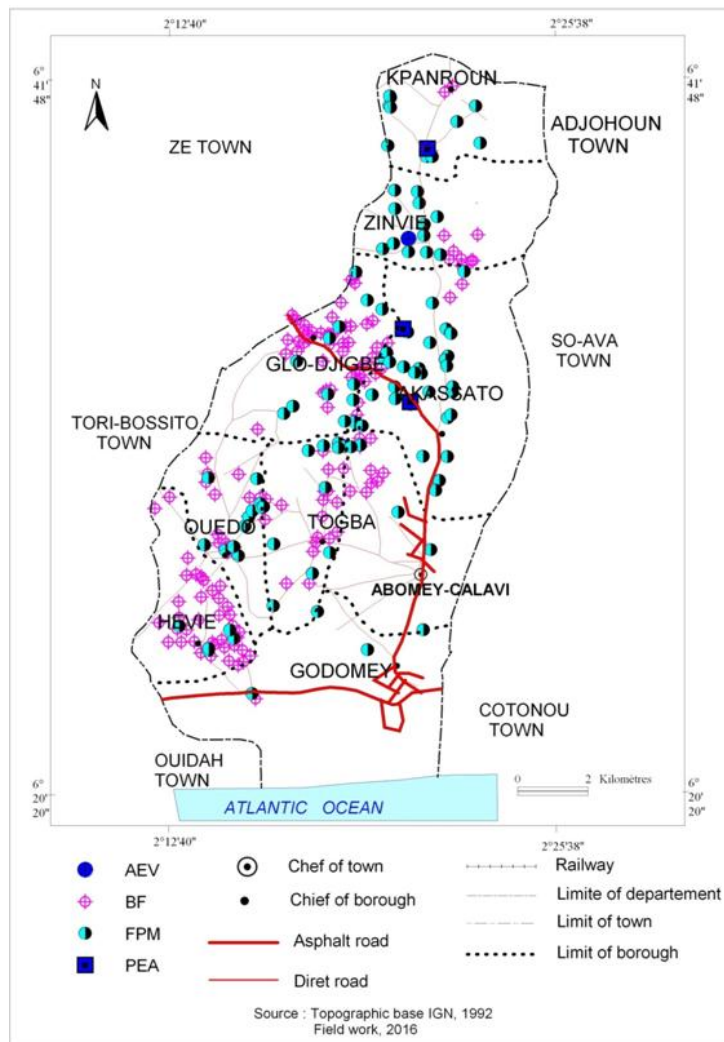 2°12'40"
2°25'38"
6°
41'
48"
6°
41'
48"
N
KPANROUN
ADJOHOUN
TOWN
ZE TOWN
ZINVIE
SO-AVA
TOWN
GLO-DJIGBE
AKASSATO
TORI-BOSSITO
TOWN
OUEDO
TOGBA
ABOMEY-CALAVI
HEVIE
GODOMEY
COTONOU
TOWN
OUIDAH
TOWN
0 2 Kilométres
6°
20'
20"
6°
20'
20"
ATLANTIC OCEAN
2°12'40"
2°25'38"
AEV
BF
FPM
PEA
Chef of town
Chief of borough
Asphalt road
Diret road
Railway
Limite of departement
Limit of town
Limit of borough
Source : Topographic base IGN, 1992
Field work, 2016